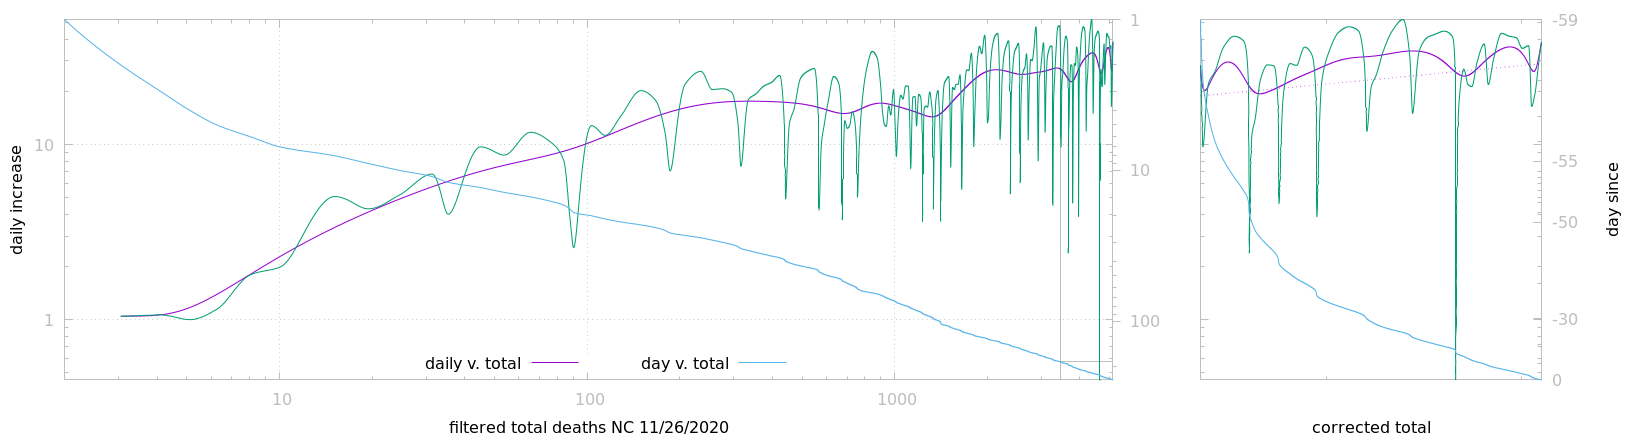 daily increase
10
1
daily v. total
day v. total
10
100
1000
filtered total deaths NC 11/26/2020
1
10
100
-59
-55
-50
-30
0
day since
corrected total